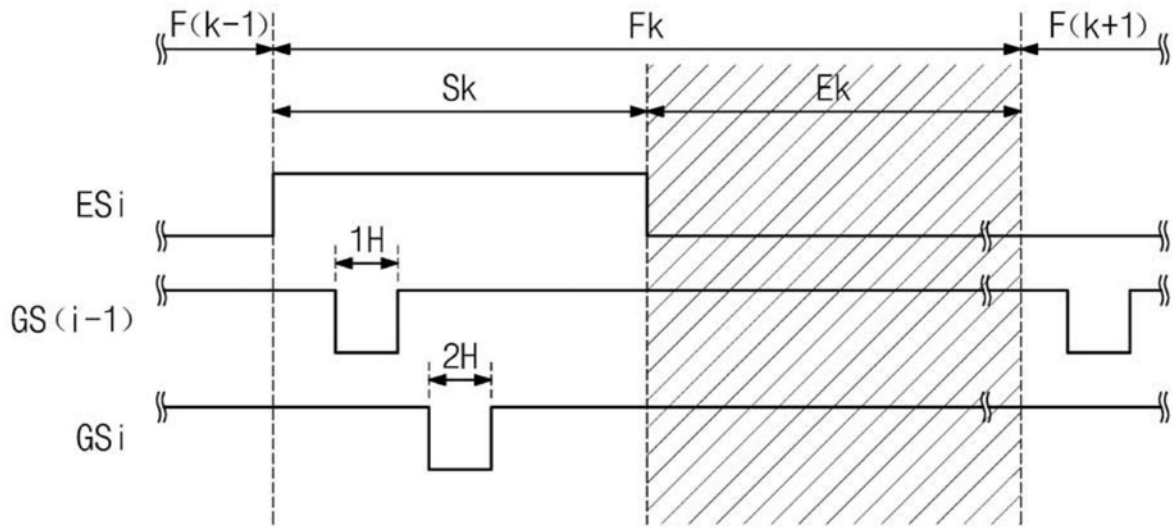 F(k-1) Fk F(k+1)
Sk Ek
ESi
1H
GS(i-1)
2H
GSi